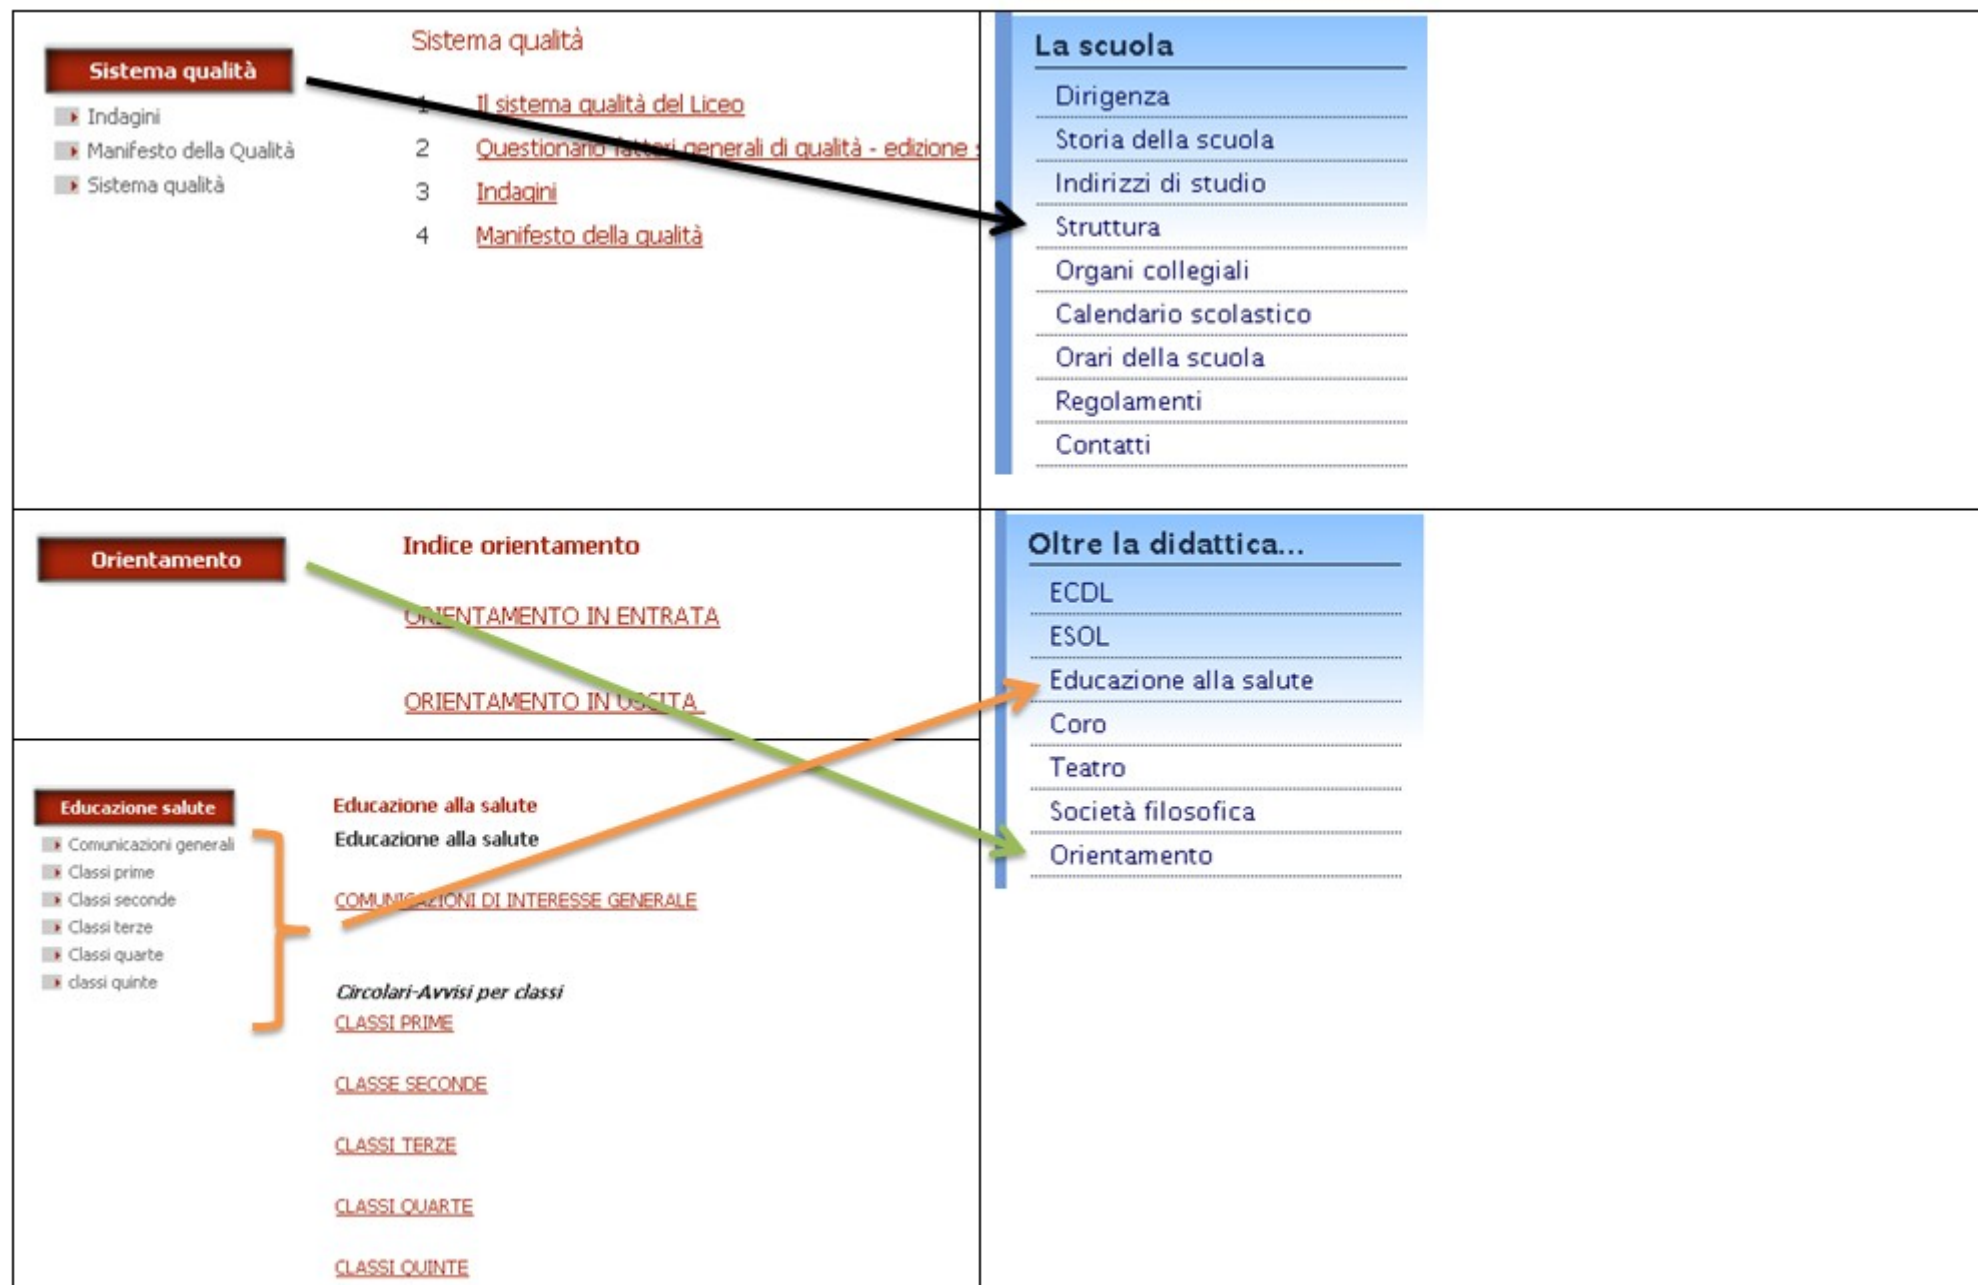 Sistema qualità
Indagini
Manifesto della Qualità
Sistema qualità
Sistema qualità
1 Il sistema qualità del Liceo
2 Questionario fattori generali di qualità - edizione
3 Indagini
4 Manifesto della qualità
La scuola
Dirigenza
Storia della scuola
Indirizzi di studio
Struttura
Organi collegiali
Calendario scolastico
Orari della scuola
Regolamenti
Contatti
Orientamento
Indice orientamento
ORIENTAMENTO IN ENTRATA
ORIENTAMENTO IN USCITA
Oltre la didattica...
ECDL
ESOL
Educazione alla salute
Coro
Teatro
Società filosofica
Orientamento
Educazione salute
Comunicazioni generali
Classi prime
Classi seconde
Classi terze
Classi quarte
classi quinte
Educazione alla salute
Educazione alla salute
COMUNICAZIONI DI INTERESSE GENERALE
Circolari-Avvisi per classi
CLASSI PRIME
CLASSE SECONDE
CLASSI TERZE
CLASSI QUARTE
CLASSI QUINTE